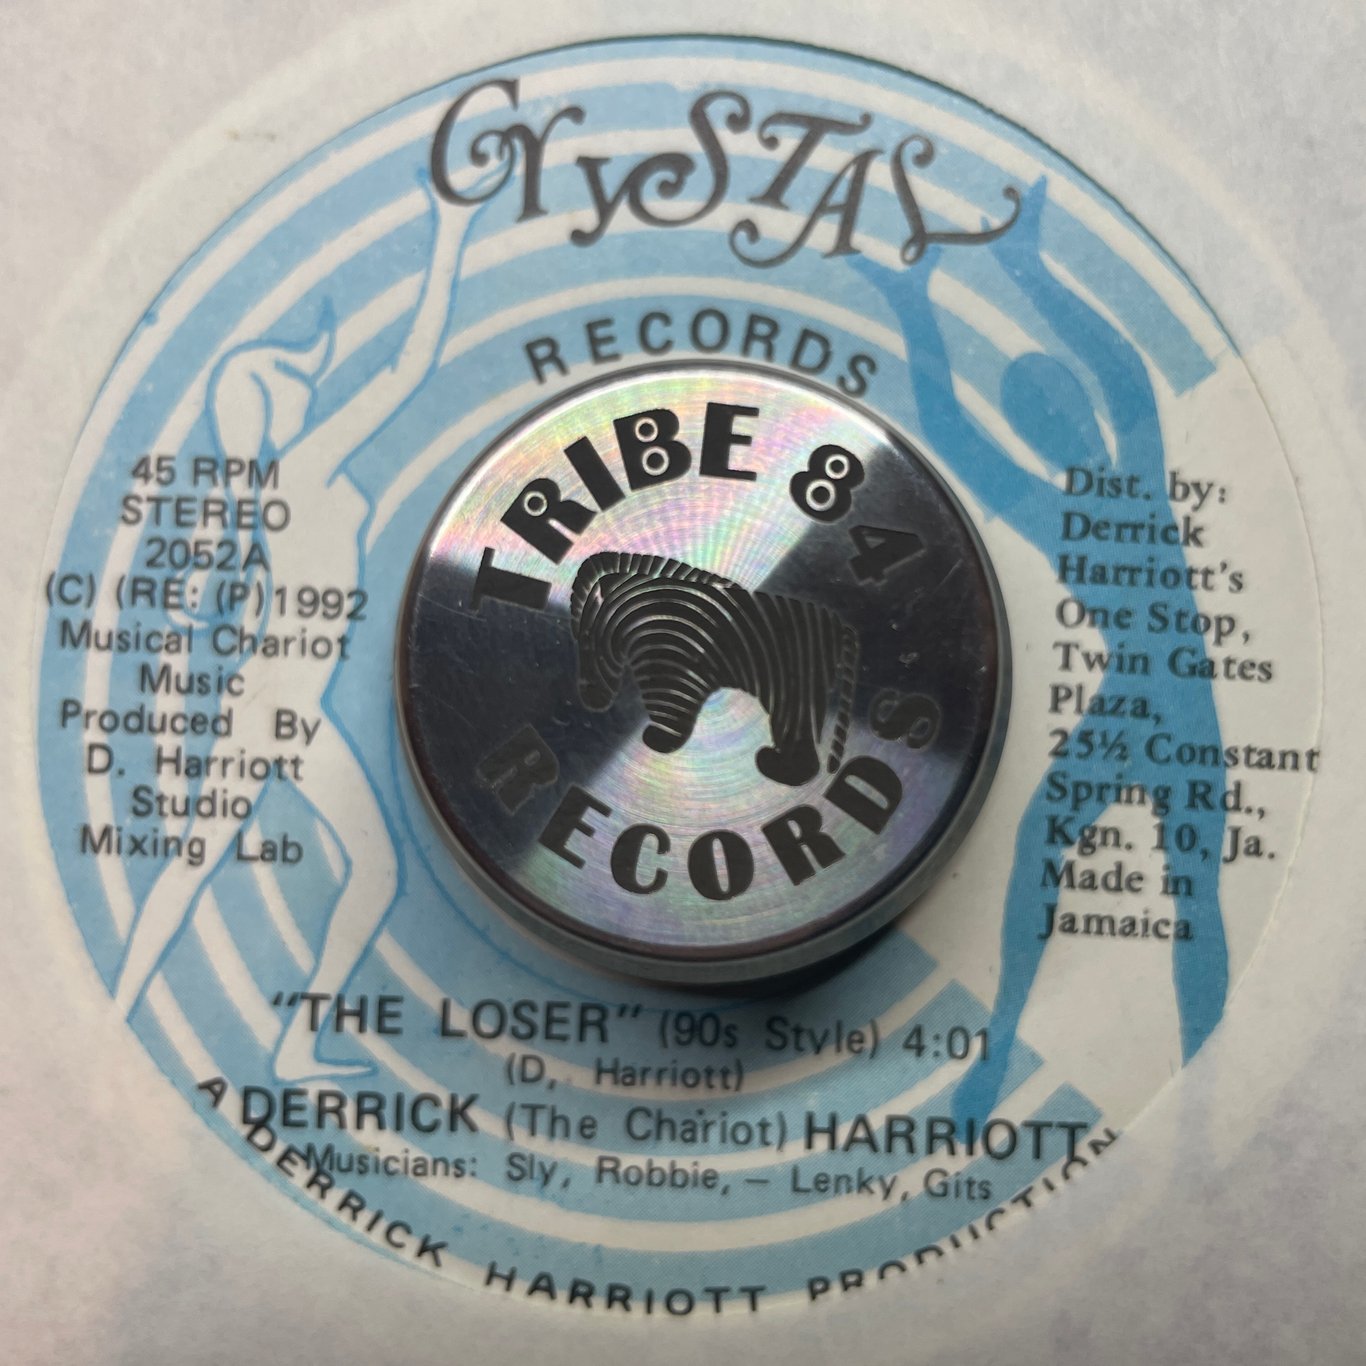 CrySTAL
RECORDS
TRIBE 84
RECORDS
45 RPM
STEREO
2052A
(C) (RE: (P)1992
Musical Chariot
Music
Produced By
D. Harriott
Studio
Mixing Lab
Dist. by:
Derrick
Harriott's
One Stop,
Twin Gates
Plaza,
25½ Constant
Spring Rd.,
Kgn. 10, Ja.
Made in
Jamaica
"THE LOSER" (90s Style) 4:01
(D. Harriott)
DERRICK (The Chariot) HARRIOTT
Musicians: Sly, Robbie, – Lenky, Gits
A DERRICK HARRIOTT PRODUCTION